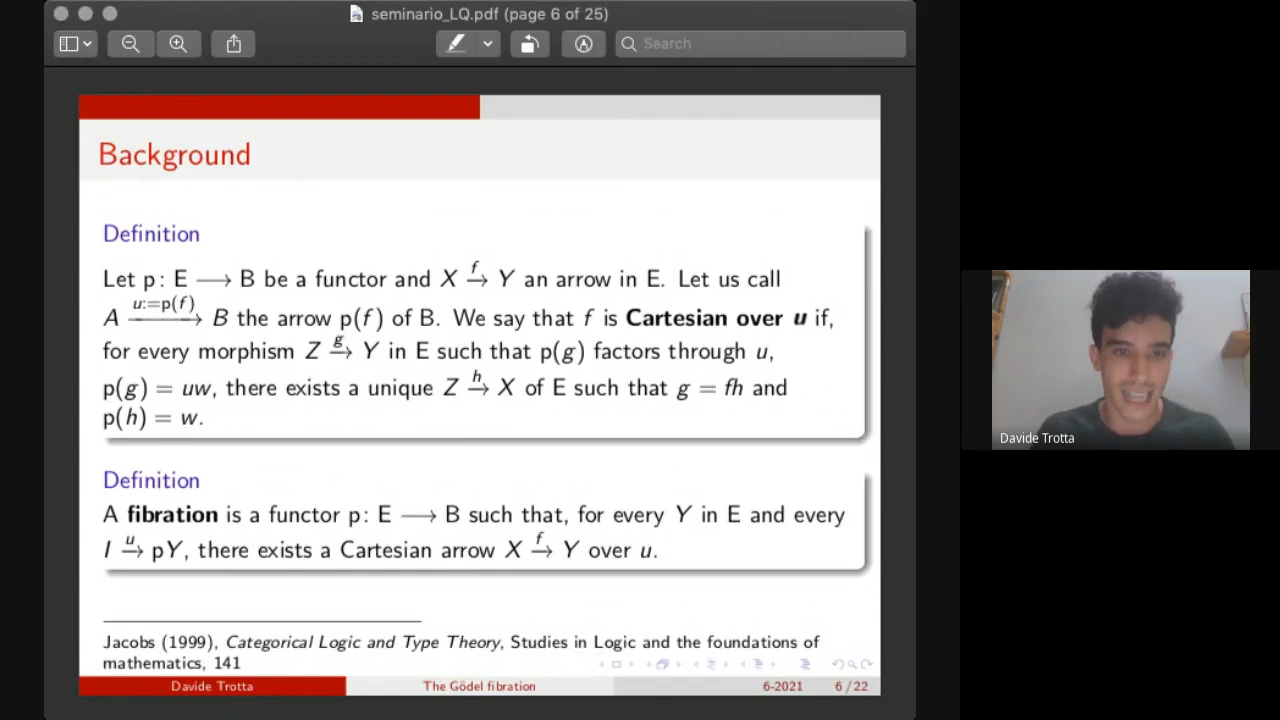 seminario_LQ.pdf (page 6 of 25)
Search
Background
Definition
Let p: E ⟶ B be a functor and X →^f Y an arrow in E. Let us call
A →^{u:=p(f)} B the arrow p(f) of B. We say that f is Cartesian over u if,
for every morphism Z →^g Y in E such that p(g) factors through u,
p(g) = uw, there exists a unique Z →^h X of E such that g = fh and
p(h) = w.
Definition
A fibration is a functor p: E ⟶ B such that, for every Y in E and every
I →^u pY, there exists a Cartesian arrow X →^f Y over u.
Jacobs (1999), Categorical Logic and Type Theory, Studies in Logic and the foundations of
mathematics, 141
Davide Trotta The Gödel fibration 6-2021 6 / 22
Davide Trotta